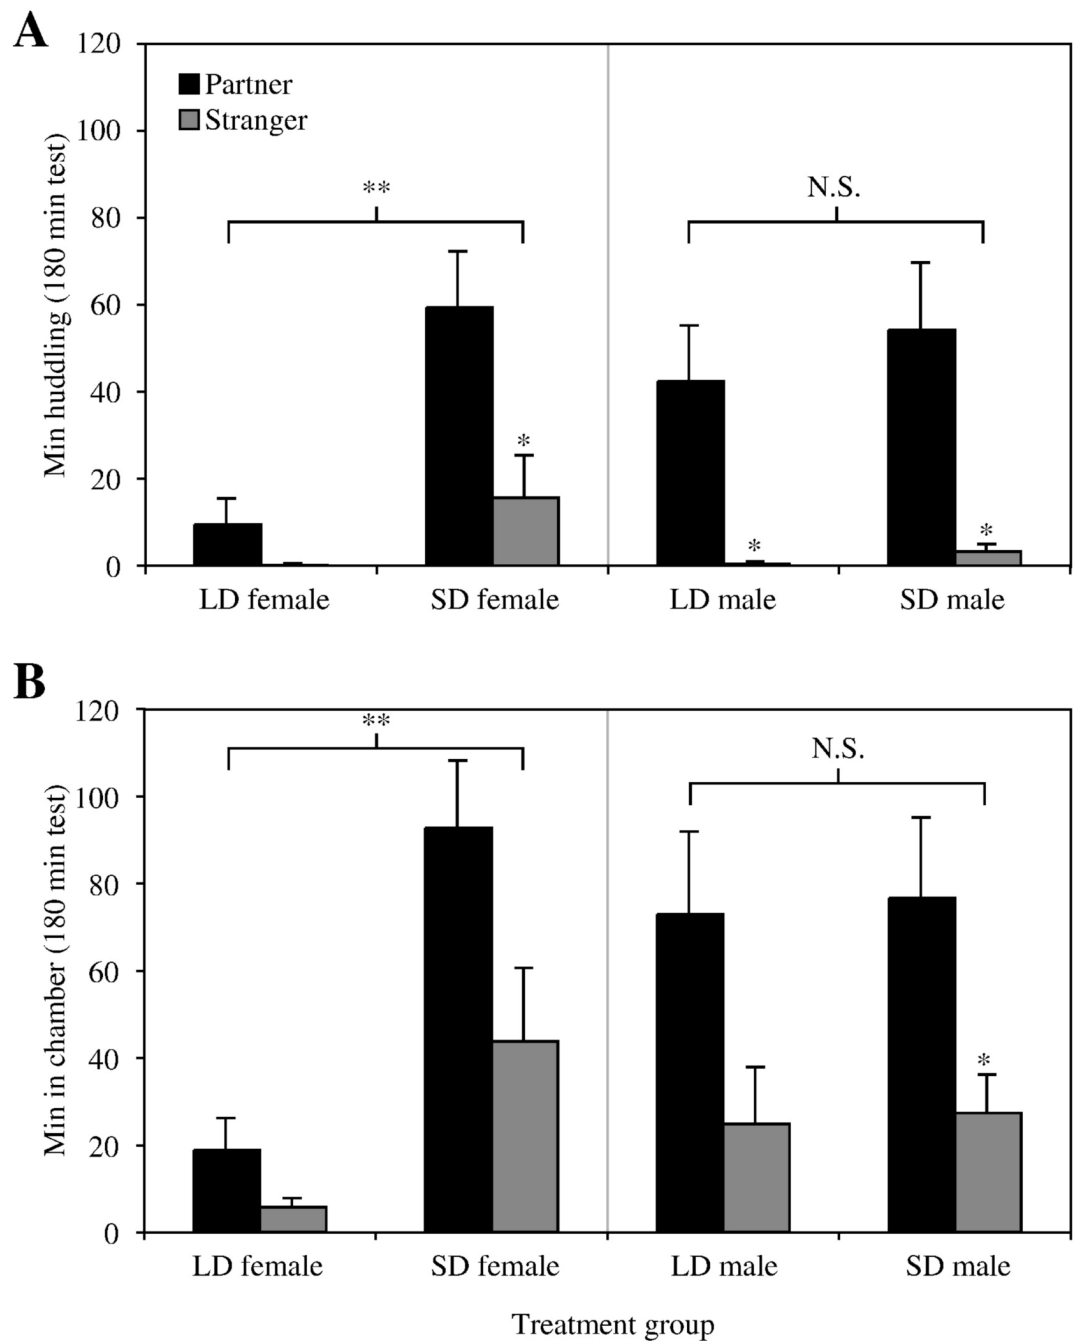 A
120
100
80
60
40
20
0
Min huddling (180 min test)
Partner
Stranger
**
N.S.
*
*
*
LD female SD female LD male SD male
B
120
100
80
60
40
20
0
Min in chamber (180 min test)
**
N.S.
*
LD female SD female LD male SD male
Treatment group